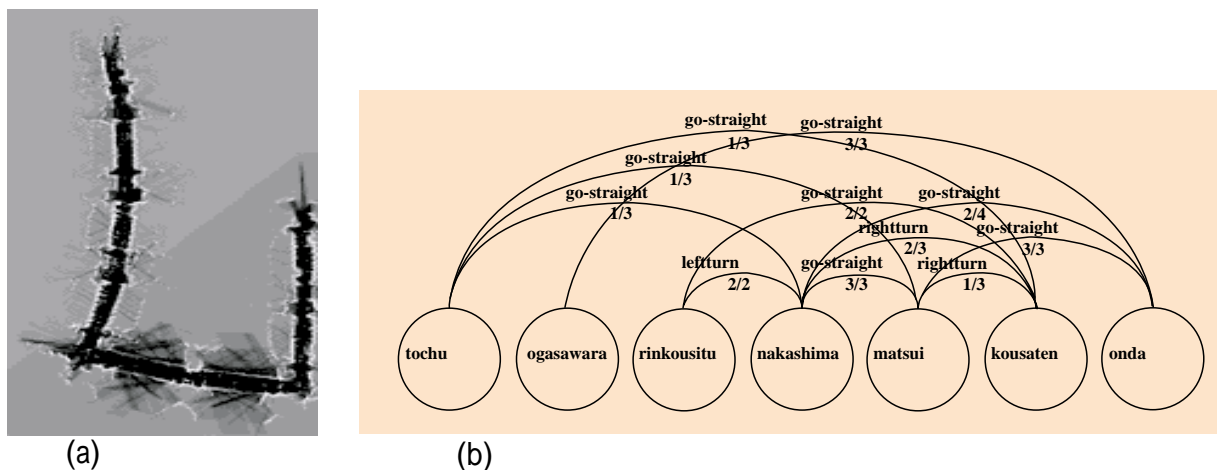 go-straight go-straight
1/3 3/3
go-straight
1/3
go-straight go-straight go-straight
1/3 2/2 2/4
rightturn go-straight
2/3 3/3
leftturn go-straight rightturn
2/2 3/3 1/3
tochu ogasawara rinkousitu nakashima matsui kousaten onda
(a) (b)